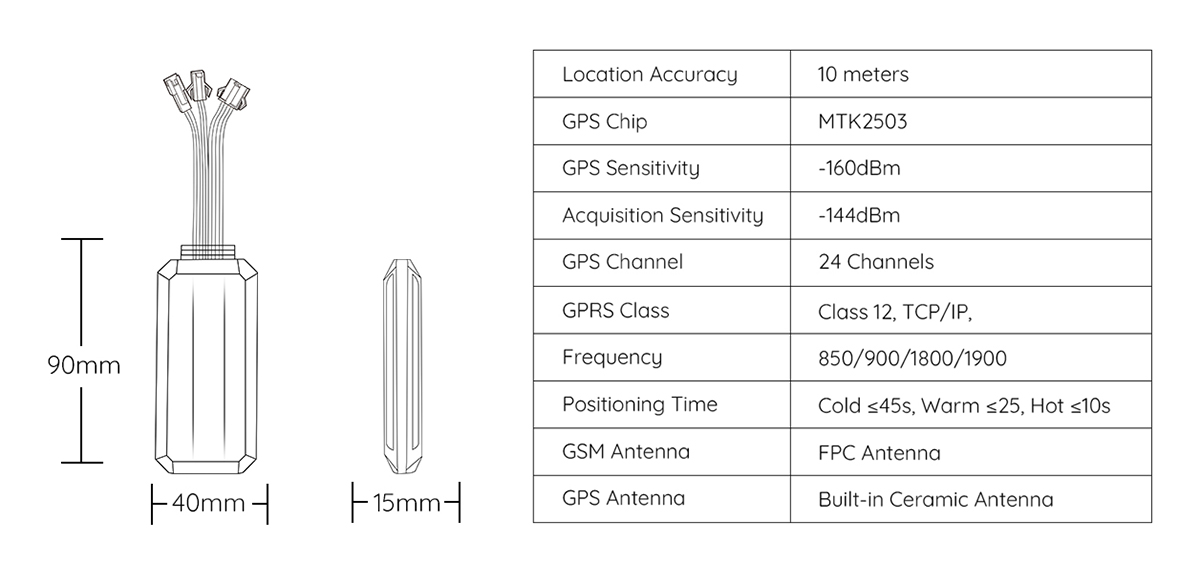 90mm
40mm
15mm
Location Accuracy 10 meters
GPS Chip MTK2503
GPS Sensitivity -160dBm
Acquisition Sensitivity -144dBm
GPS Channel 24 Channels
GPRS Class Class 12, TCP/IP,
Frequency 850/900/1800/1900
Positioning Time Cold ≤45s, Warm ≤25, Hot ≤10s
GSM Antenna FPC Antenna
GPS Antenna Built-in Ceramic Antenna